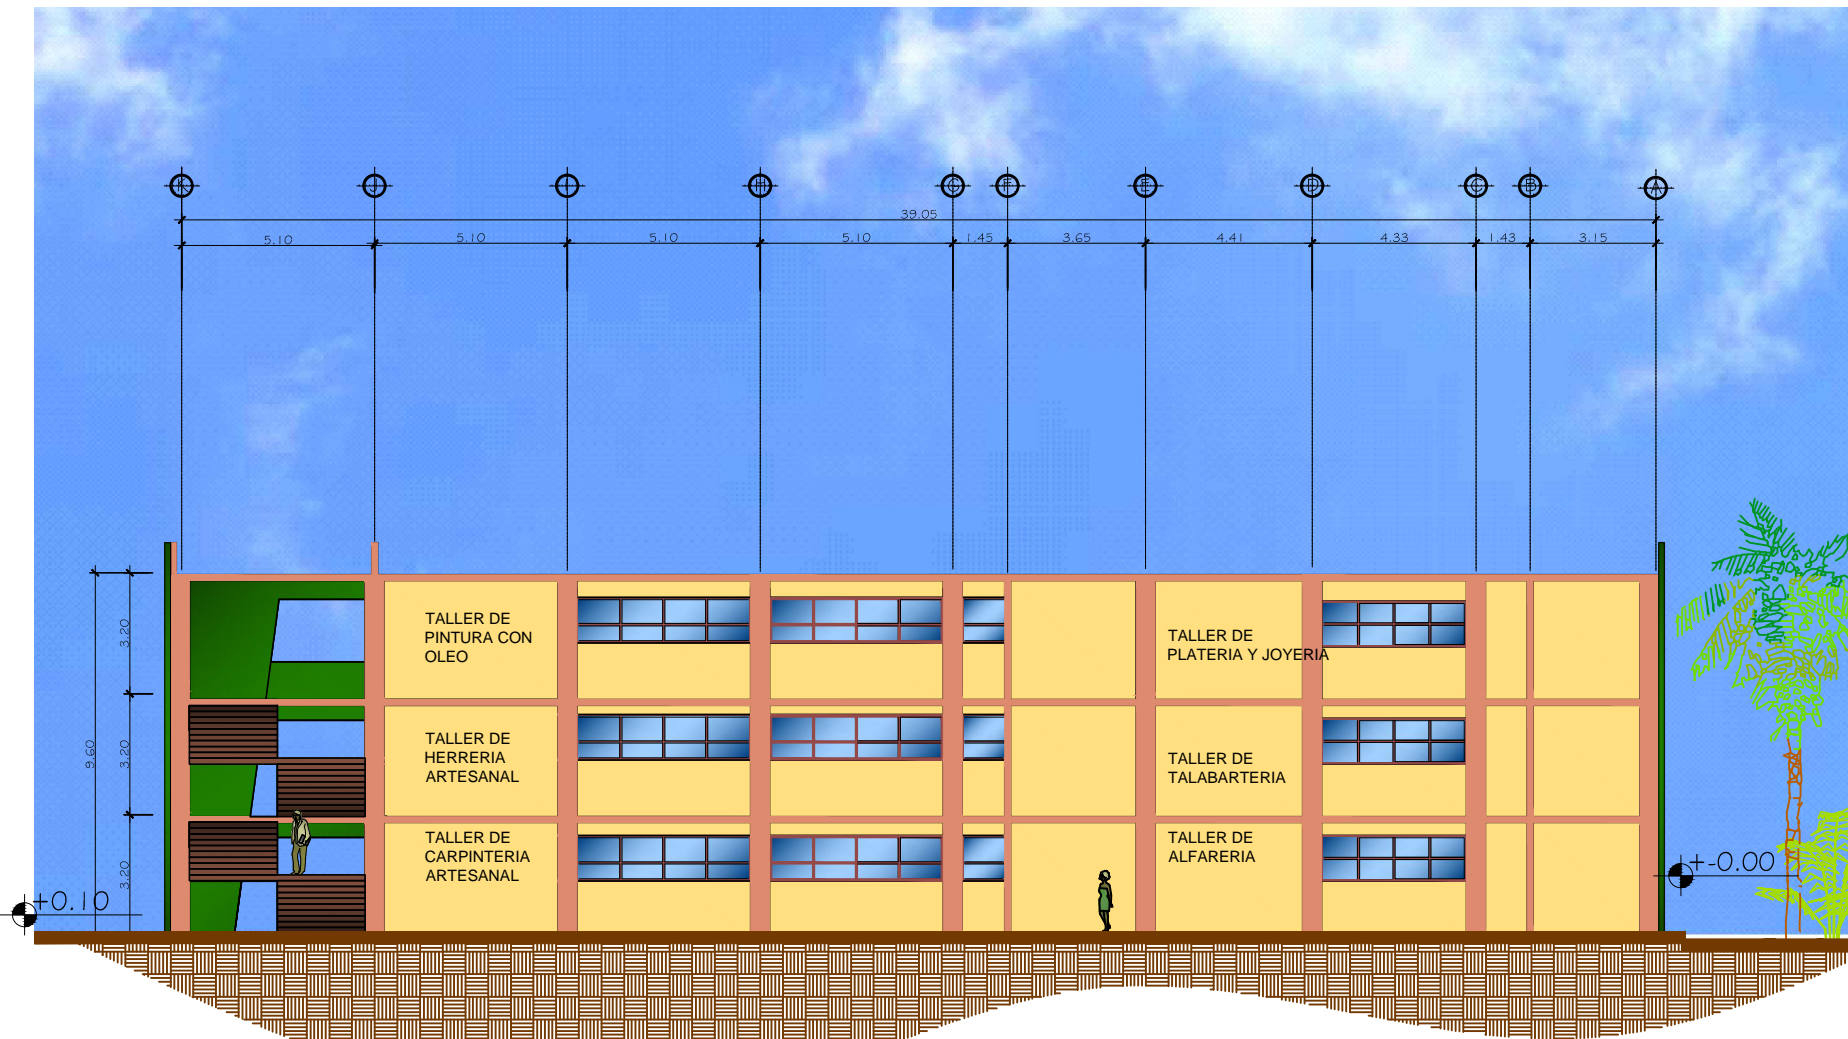 K J I H G F E D C B A
39.05
5.10 5.10 5.10 5.10 1.45 3.65 4.41 4.33 1.43 3.15
TALLER DE
PINTURA CON
OLEO
TALLER DE
PLATERIA Y JOYERIA
3.20
TALLER DE
HERRERIA
ARTESANAL
TALLER DE
TALABARTERIA
9.60
3.20
TALLER DE
CARPINTERIA
ARTESANAL
TALLER DE
ALFARERIA
3.20
+0.10
+-0.00